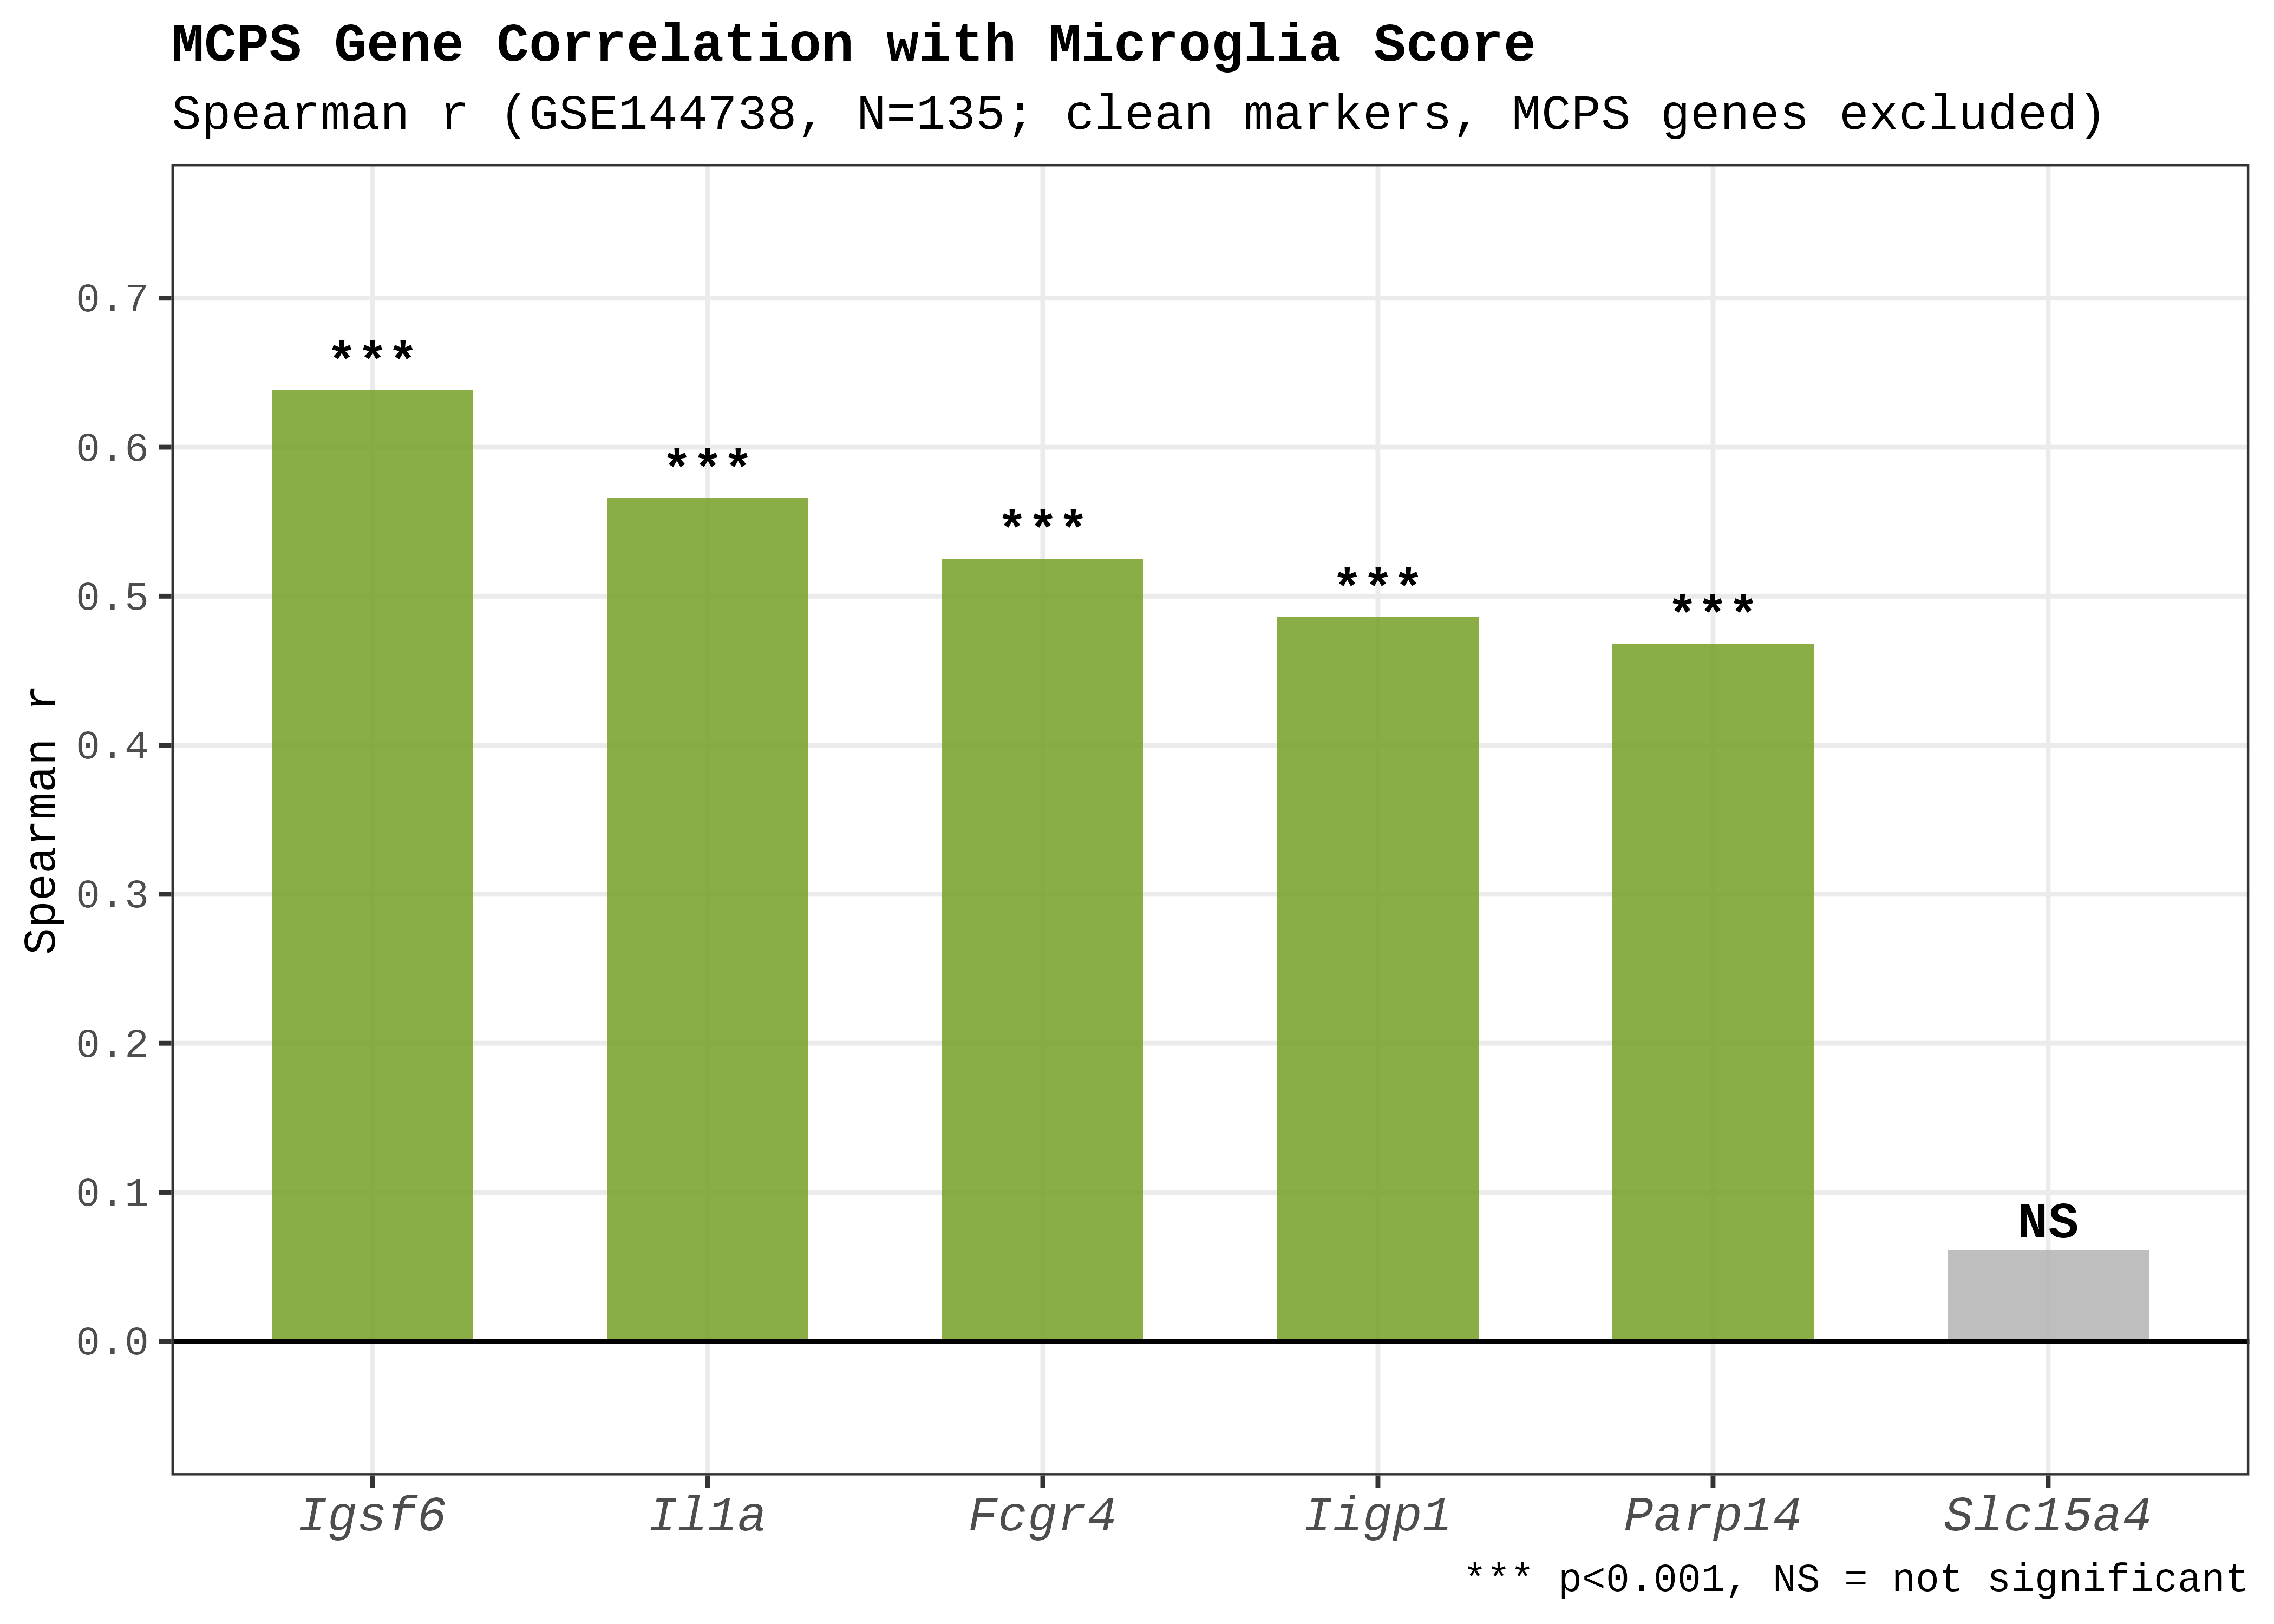 MCPS Gene Correlation with Microglia Score
Spearman r (GSE144738, N=135; clean markers, MCPS genes excluded)
Spearman r
0.7
0.6
0.5
0.4
0.3
0.2
0.1
0.0
***
***
***
***
***
NS
Igsf6 Il1a Fcgr4 Iigp1 Parp14 Slc15a4
*** p<0.001, NS = not significant